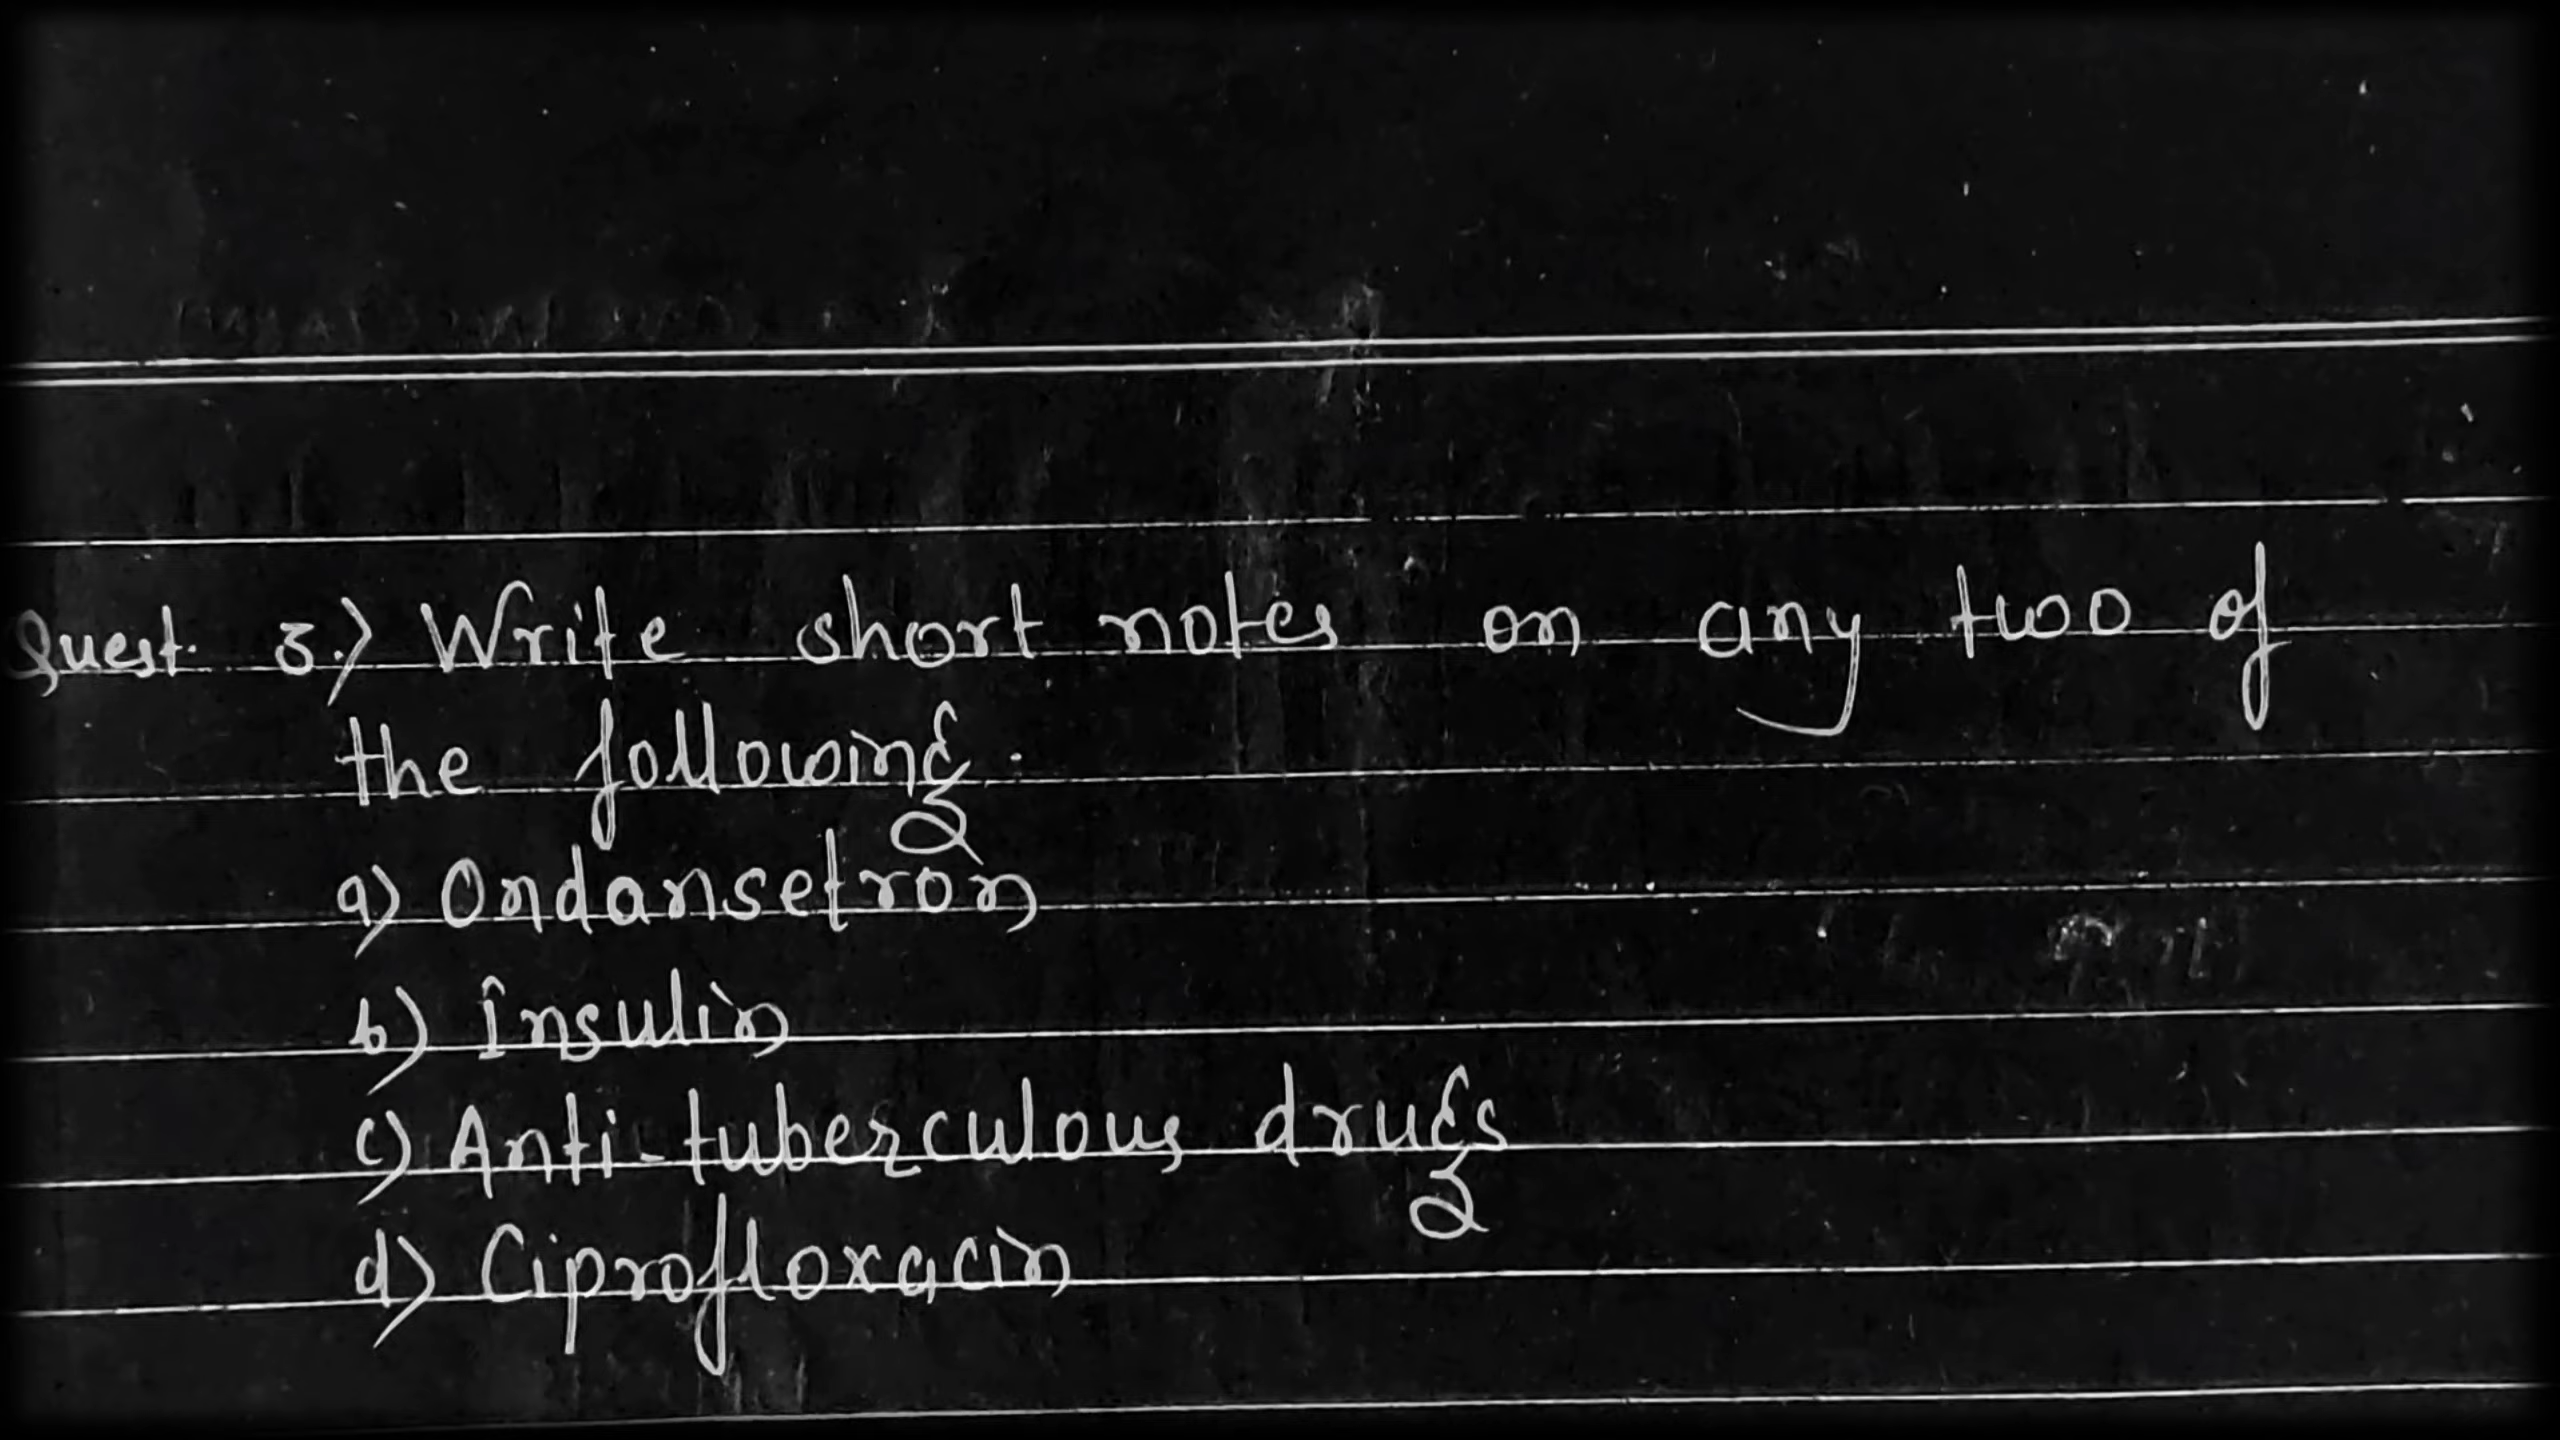 Quest. 3.) Write short notes on any two of
the following.
a) Ondansetron
b) Insulin
c) Anti-tuberculous drugs
d) Ciprofloxacin